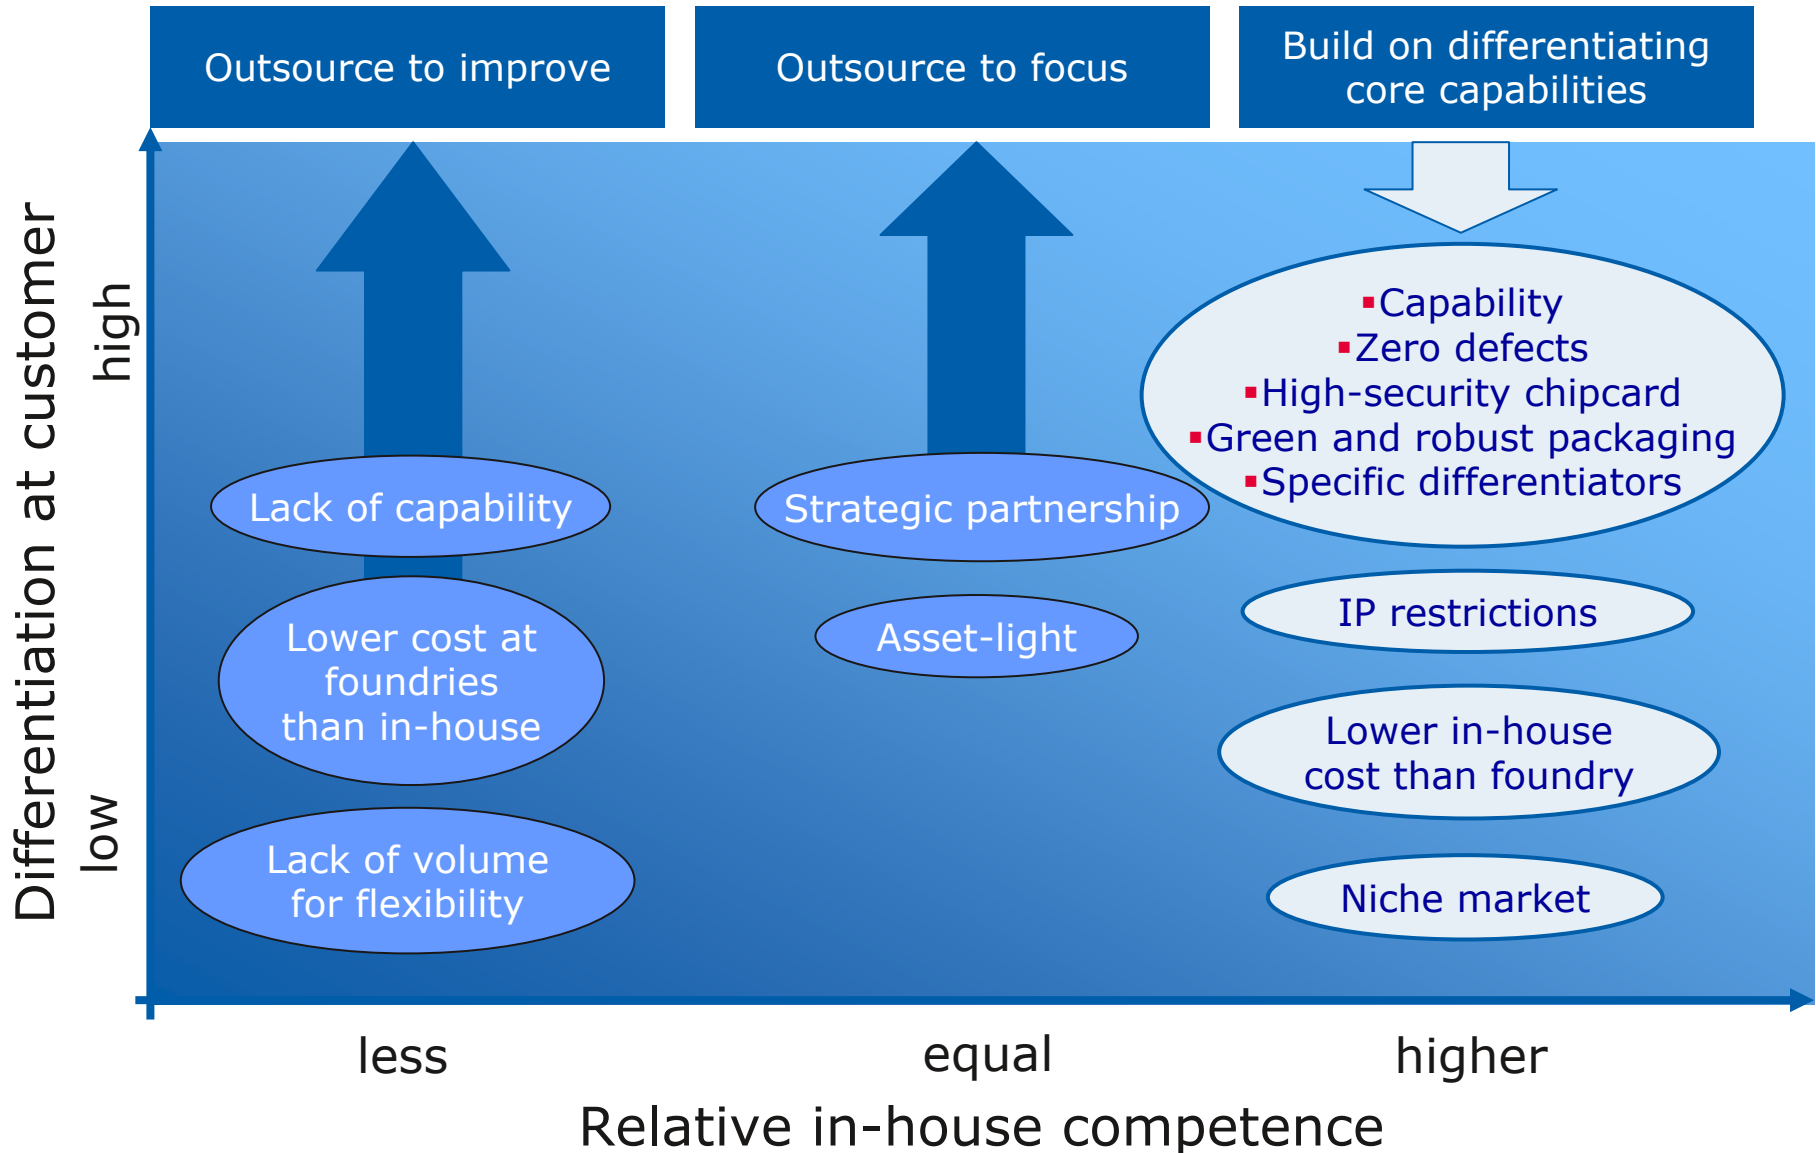 Outsource to improve
Outsource to focus
Build on differentiating
core capabilities
Differentiation at customer
high
low
Lack of capability
Lower cost at
foundries
than in-house
Lack of volume
for flexibility
Strategic partnership
Asset-light
▪Capability
▪Zero defects
▪High-security chipcard
▪Green and robust packaging
▪Specific differentiators
IP restrictions
Lower in-house
cost than foundry
Niche market
less
equal
higher
Relative in-house competence